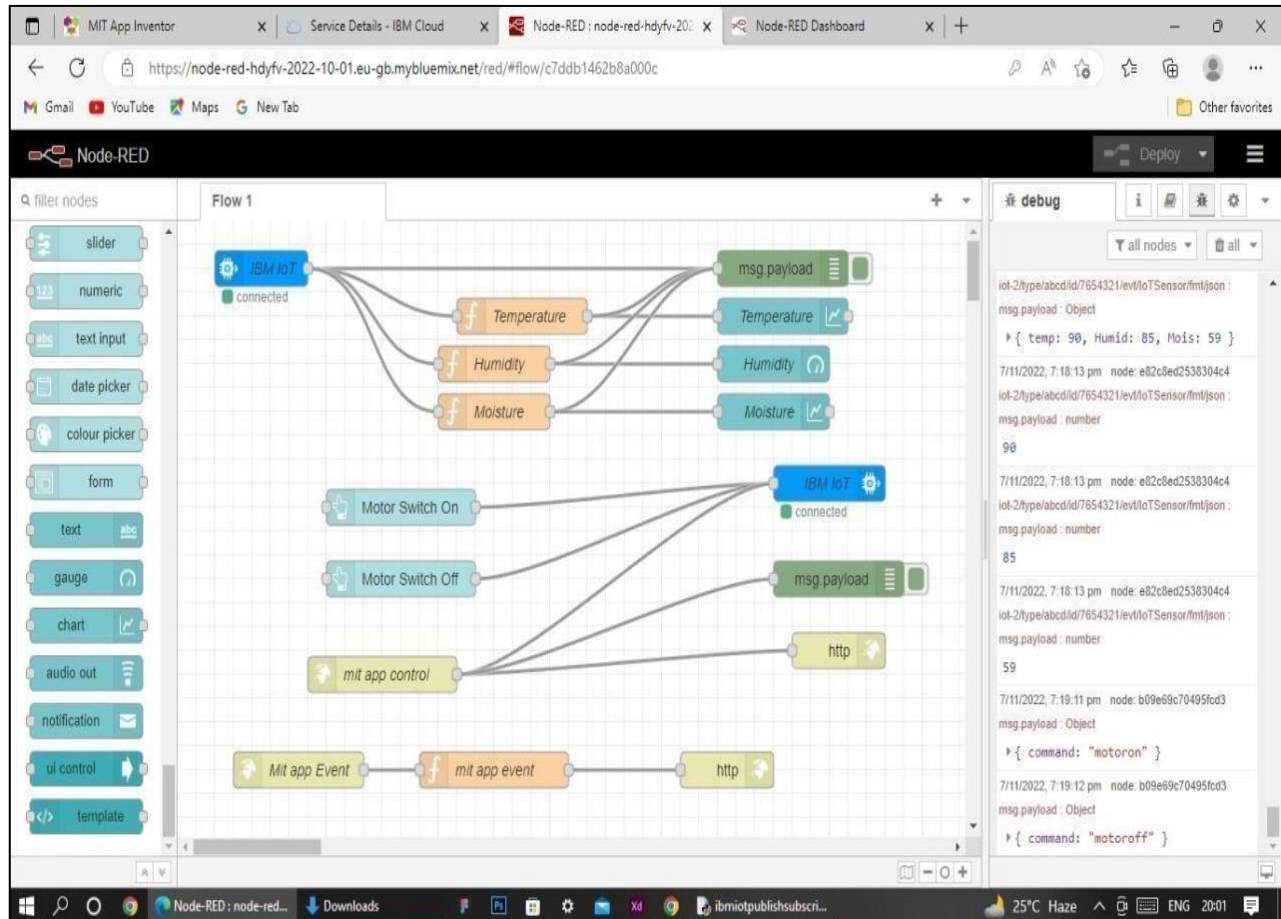 MIT App Inventor
Service Details - IBM Cloud
Node-RED : node-red-hdyfv-202
Node-RED Dashboard
https://node-red-hdyfv-2022-10-01.eu-gb.mybluemix.net/red/#flow/c7ddb1462b8a000c
Gmail YouTube Maps New Tab Other favorites
Node-RED Deploy
filter nodes
slider
numeric
text input
date picker
colour picker
form
text
gauge
chart
audio out
notification
ui control
template
Flow 1
IBM IoT
connected
Temperature
Humidity
Moisture
msg.payload
Temperature
Humidity
Moisture
Motor Switch On
Motor Switch Off
IBM IoT
connected
msg.payload
mit app control
http
Mit app Event
mit app event
http
debug
all nodes all
iot-2/type/abcd/id/7654321/evt/IoTSensor/fmt/json :
msg.payload : Object
{ temp: 90, Humid: 85, Mois: 59 }
7/11/2022, 7:18:13 pm node: e82c8ed2538304c4
iot-2/type/abcd/id/7654321/evt/IoTSensor/fmt/json :
msg.payload : number
90
7/11/2022, 7:18:13 pm node: e82c8ed2538304c4
iot-2/type/abcd/id/7654321/evt/IoTSensor/fmt/json :
msg.payload : number
85
7/11/2022, 7:18:13 pm node: e82c8ed2538304c4
iot-2/type/abcd/id/7654321/evt/IoTSensor/fmt/json :
msg.payload : number
59
7/11/2022, 7:19:11 pm node: b09e69c70495fcd3
msg.payload : Object
{ command: "motoron" }
7/11/2022, 7:19:12 pm node: b09e69c70495fcd3
msg.payload : Object
{ command: "motoroff" }
Node-RED : node-red... Downloads ibmiotpublishsubscri... 25°C Haze ENG 20:01